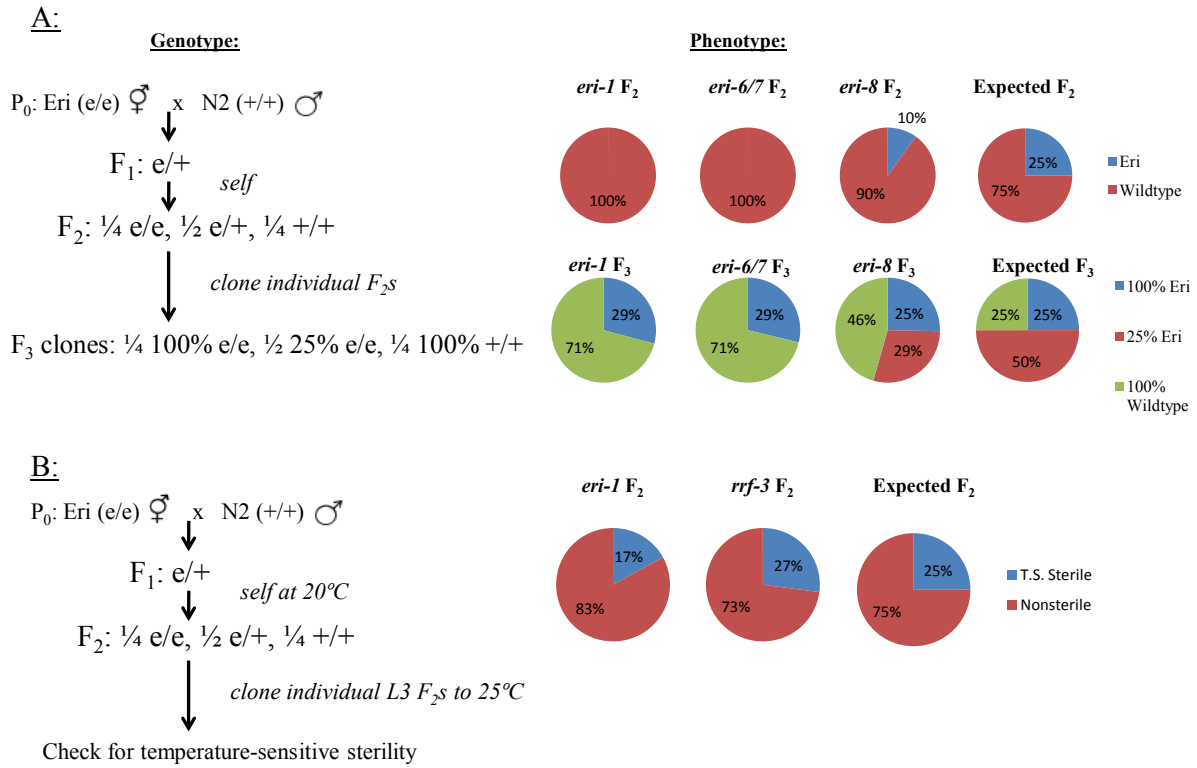 A:
Genotype:
Phenotype:
P0: Eri (e/e) ⚥ x N2 (+/+) ♂
F1: e/+
self
F2: ¼ e/e, ½ e/+, ¼ +/+
clone individual F2s
F3 clones: ¼ 100% e/e, ½ 25% e/e, ¼ 100% +/+
eri-1 F2
eri-6/7 F2
eri-8 F2
Expected F2
100%
100%
10%
90%
25%
75%
Eri
Wildtype
eri-1 F3
eri-6/7 F3
eri-8 F3
Expected F3
29%
71%
29%
71%
46%
25%
29%
25%
25%
50%
100% Eri
25% Eri
100%
Wildtype
B:
P0: Eri (e/e) ⚥ x N2 (+/+) ♂
F1: e/+
self at 20ºC
F2: ¼ e/e, ½ e/+, ¼ +/+
clone individual L3 F2s to 25ºC
Check for temperature-sensitive sterility
eri-1 F2
rrf-3 F2
Expected F2
17%
83%
27%
73%
25%
75%
T.S. Sterile
Nonsterile